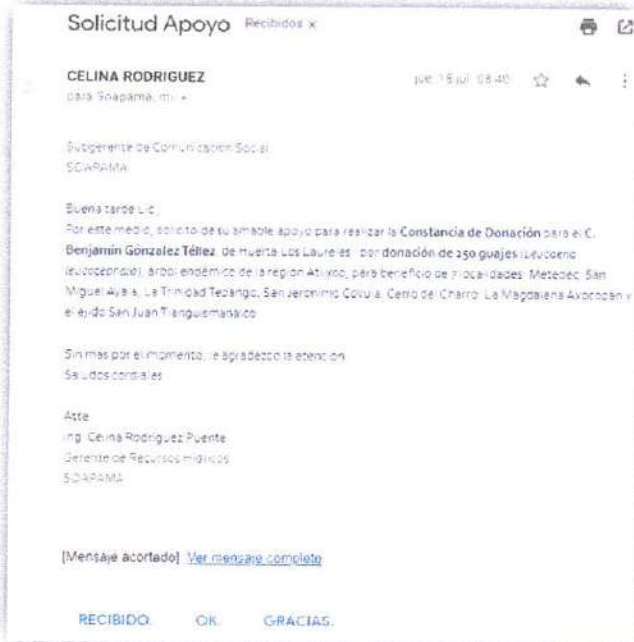 Solicitud Apoyo Recibidos x
CELINA RODRIGUEZ jue, 18 jul, 08:40
para Soapama, mí
Subgerente de Comunicación Social
SOAPAMA
Buena tarde Lic.
Por este medio, solicito de su amable apoyo para realizar la Constancia de Donación para el C.
Benjamín Gónzalez Téllez, de Huerta Los Laureles, por donación de 250 guajes (Leucaena
leucocephala), árbol endémico de la región Atlixco, para beneficio de 7 localidades: Metepec, San
Miguel Ayala, La Trinidad Tepango, San Jerónimo Coyula, Cerro del Charro, La Magdalena Axocopan y
el ejido San Juan Tianguismanalco
Sin mas por el momento, le agradezco la atención
Saludos cordiales
Atte
Ing. Celina Rodríguez Puente
Gerente de Recursos Hídricos
SOAPAMA
[Mensaje acortado] Ver mensaje completo
RECIBIDO. OK. GRACIAS.